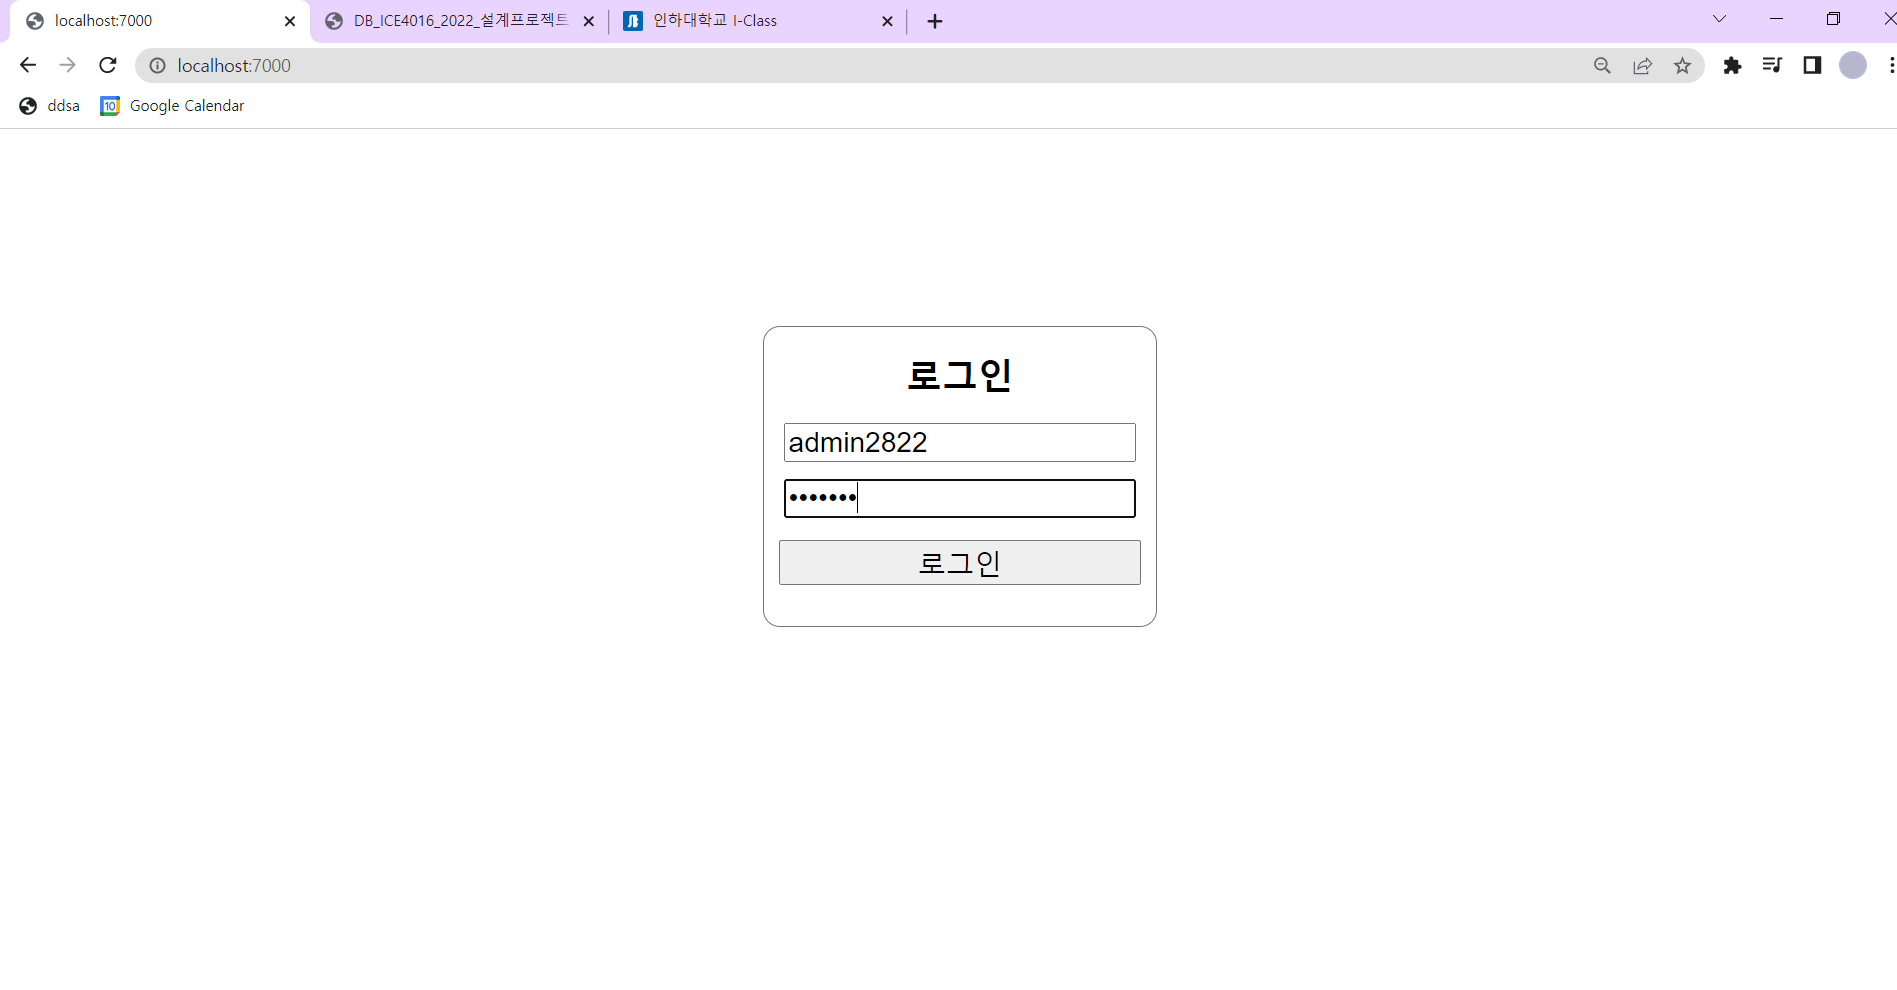 localhost:7000
DB_ICE4016_2022_설계프로젝트
인하대학교 I-Class
localhost:7000
ddsa
10 Google Calendar
로그인
admin2822
•••••••
로그인